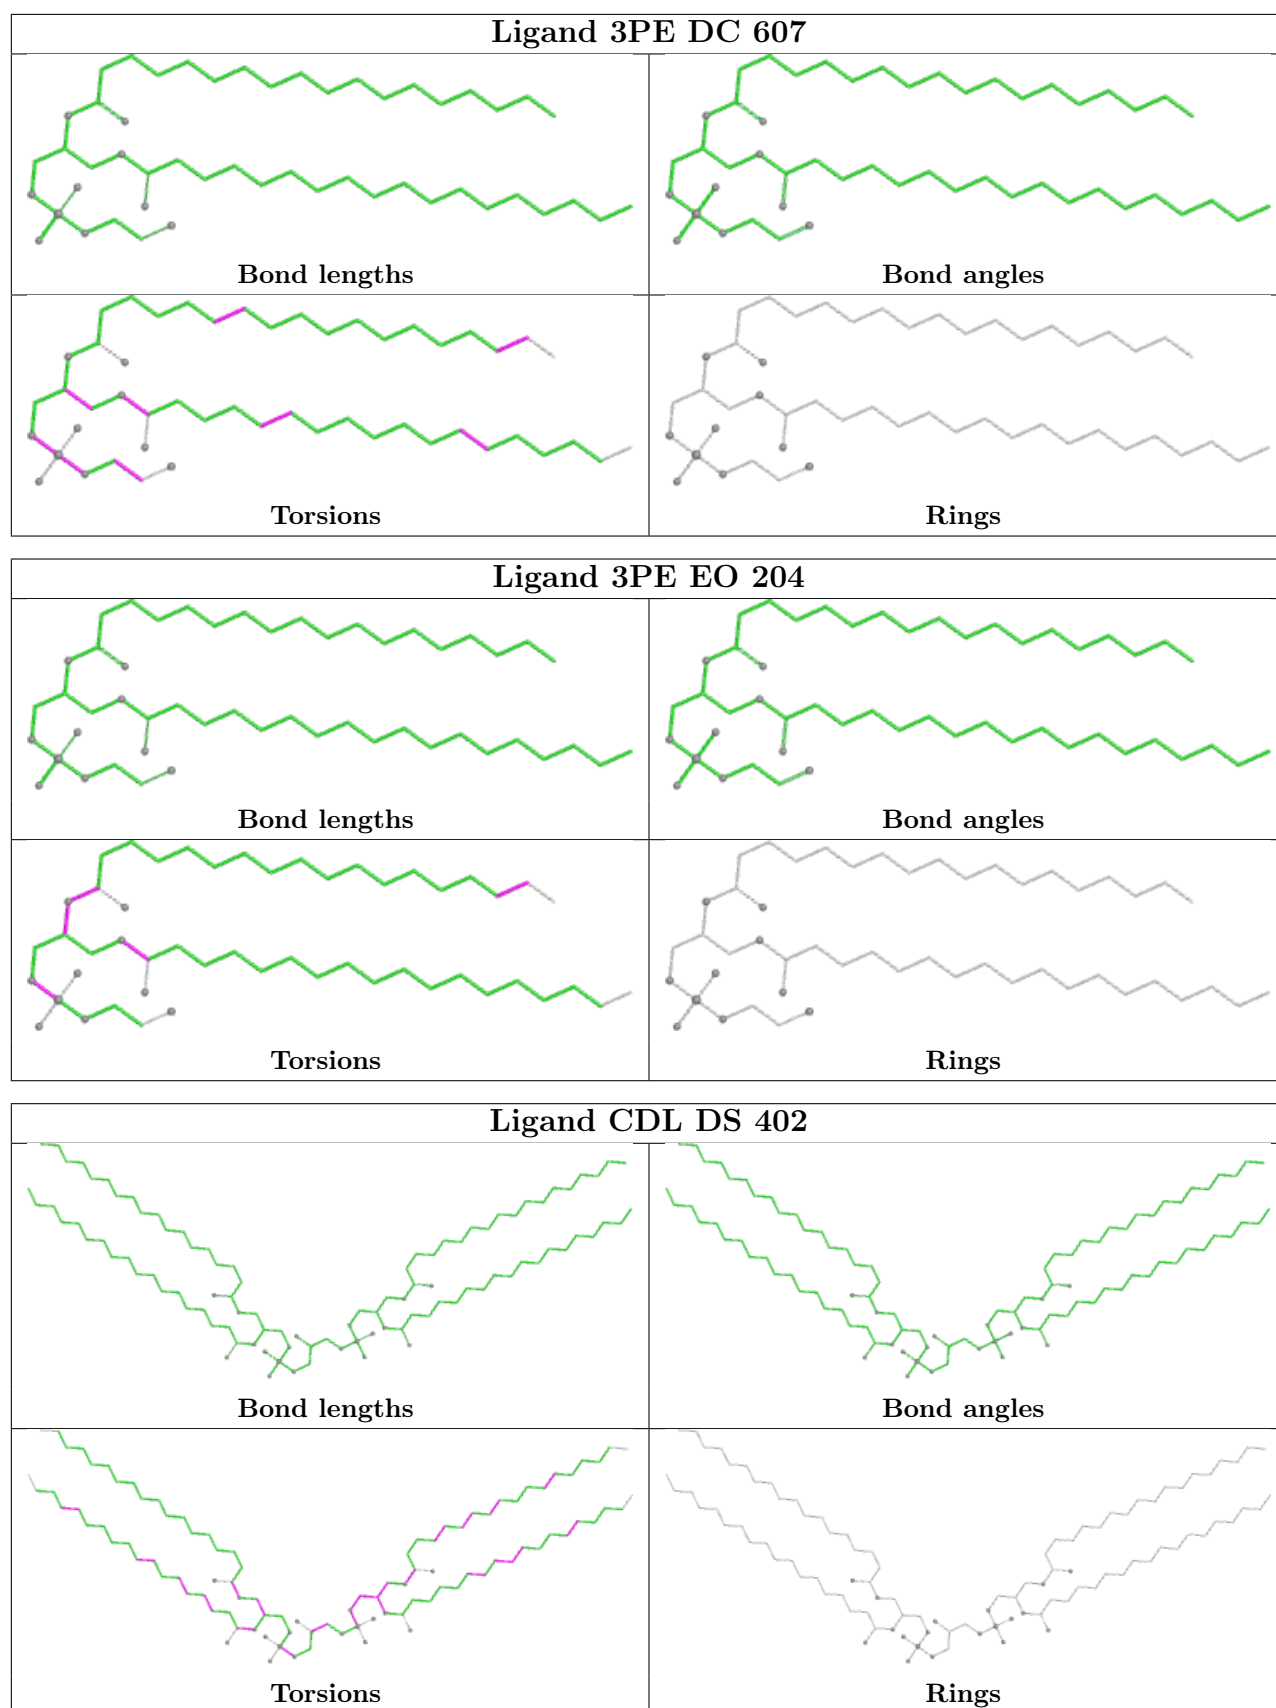 Ligand 3PE DC 607
Bond lengths
Bond angles
Torsions
Rings
Ligand 3PE EO 204
Bond lengths
Bond angles
Torsions
Rings
Ligand CDL DS 402
Bond lengths
Bond angles
Torsions
Rings